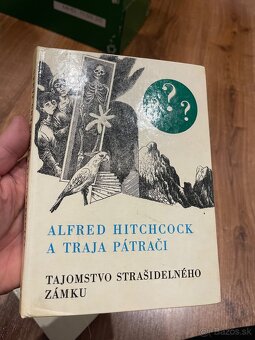 ? ?
ALFRED HITCHCOCK
A TRAJA PÁTRAČI
TAJOMSTVO STRAŠIDELNÉHO
ZÁMKU